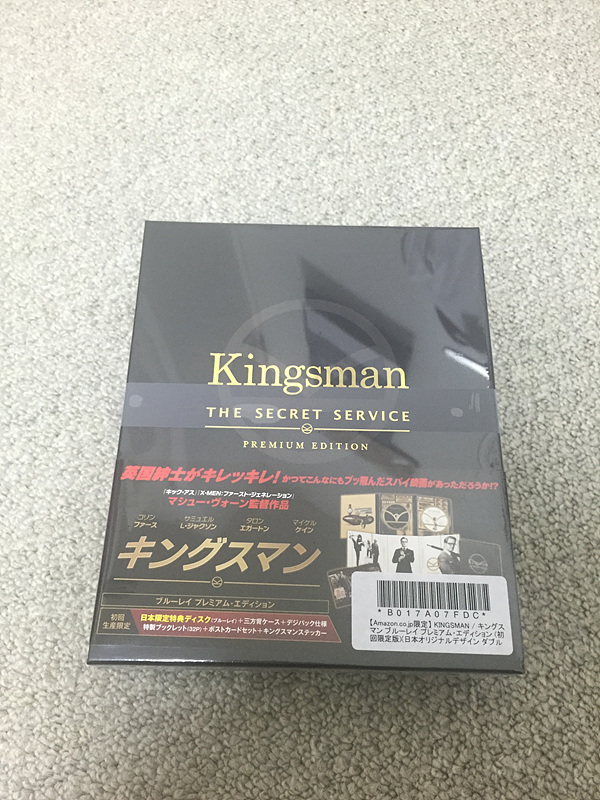 Kingsman
THE SECRET SERVICE
PREMIUM EDITION
英国紳士がキレッキレ! かつてこんなにもブッ飛んだスパイ映画があっただろうか!?
『キック・アス』『X-MEN:ファースト・ジェネレーション』
マシュー・ヴォーン監督作品
コリン ファース
サミュエル L・ジャクソン
タロン エガートン
マイケル ケイン
キングスマン
ブルーレイ プレミアム・エディション
初回 生産限定
日本限定特典ディスク(ブルーレイ)+三方背ケース+デジパック仕様
特製ブックレット(32P)+ポストカードセット+キングスマンステッカー
*B017A07FDC*
【Amazon.co.jp限定】KINGSMAN / キングス
マン ブルーレイ プレミアム・エディション (初
回限定版)(日本オリジナルデザイン ダブル